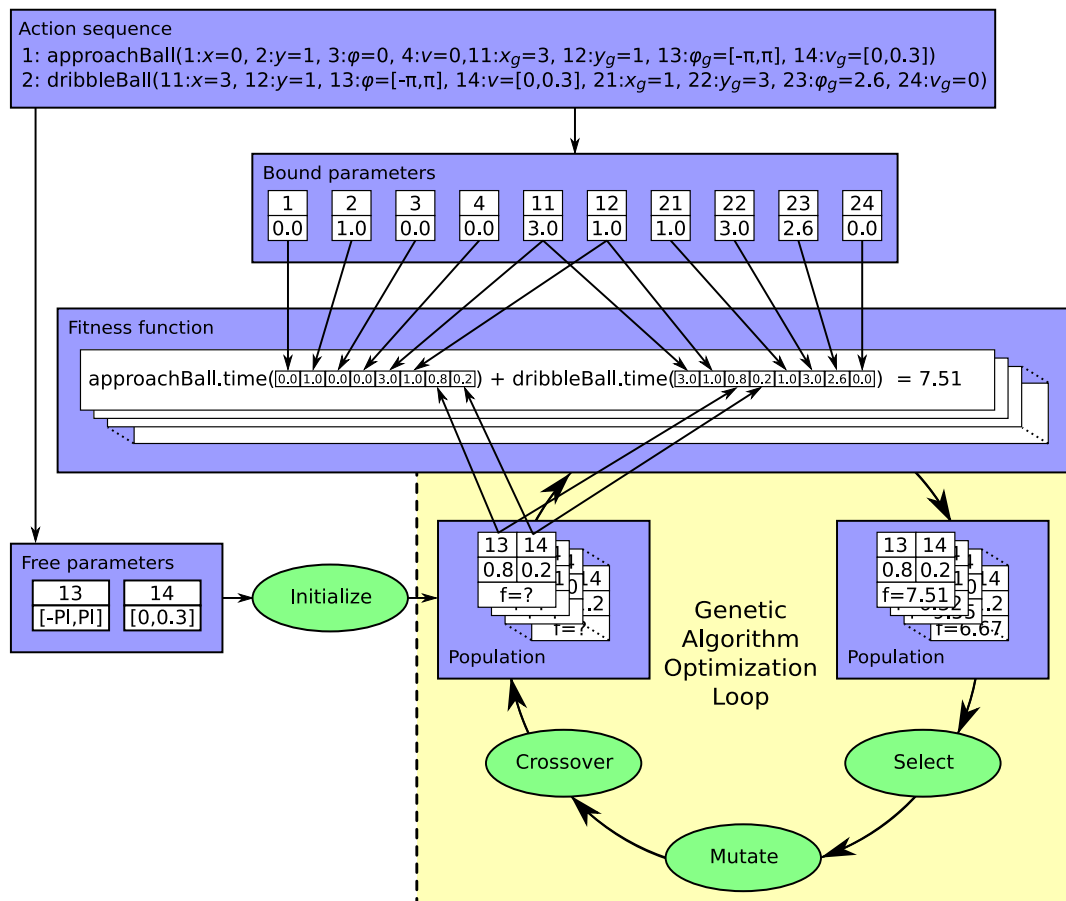 Action sequence
1: approachBall(1:x=0, 2:y=1, 3:φ=0, 4:v=0,11:xg=3, 12:yg=1, 13:φg=[-π,π], 14:vg=[0,0.3])
2: dribbleBall(11:x=3, 12:y=1, 13:φ=[-π,π], 14:v=[0,0.3], 21:xg=1, 22:yg=3, 23:φg=2.6, 24:vg=0)
Bound parameters
1 2 3 4 11 12 21 22 23 24
0.0 1.0 0.0 0.0 3.0 1.0 1.0 3.0 2.6 0.0
Fitness function
approachBall.time(0.0 1.0 0.0 0.0 3.0 1.0 0.8 0.2) + dribbleBall.time(3.0 1.0 0.8 0.2 1.0 3.0 2.6 0.0) = 7.51
Free parameters
13 14
[-PI,PI] [0,0.3]
Initialize
13 14
0.8 0.2
f=?
14
.2
f=?
Population
Genetic
Algorithm
Optimization
Loop
13 14
0.8 0.2
f=7.51
14
.2
f=6.67
Population
Crossover
Select
Mutate